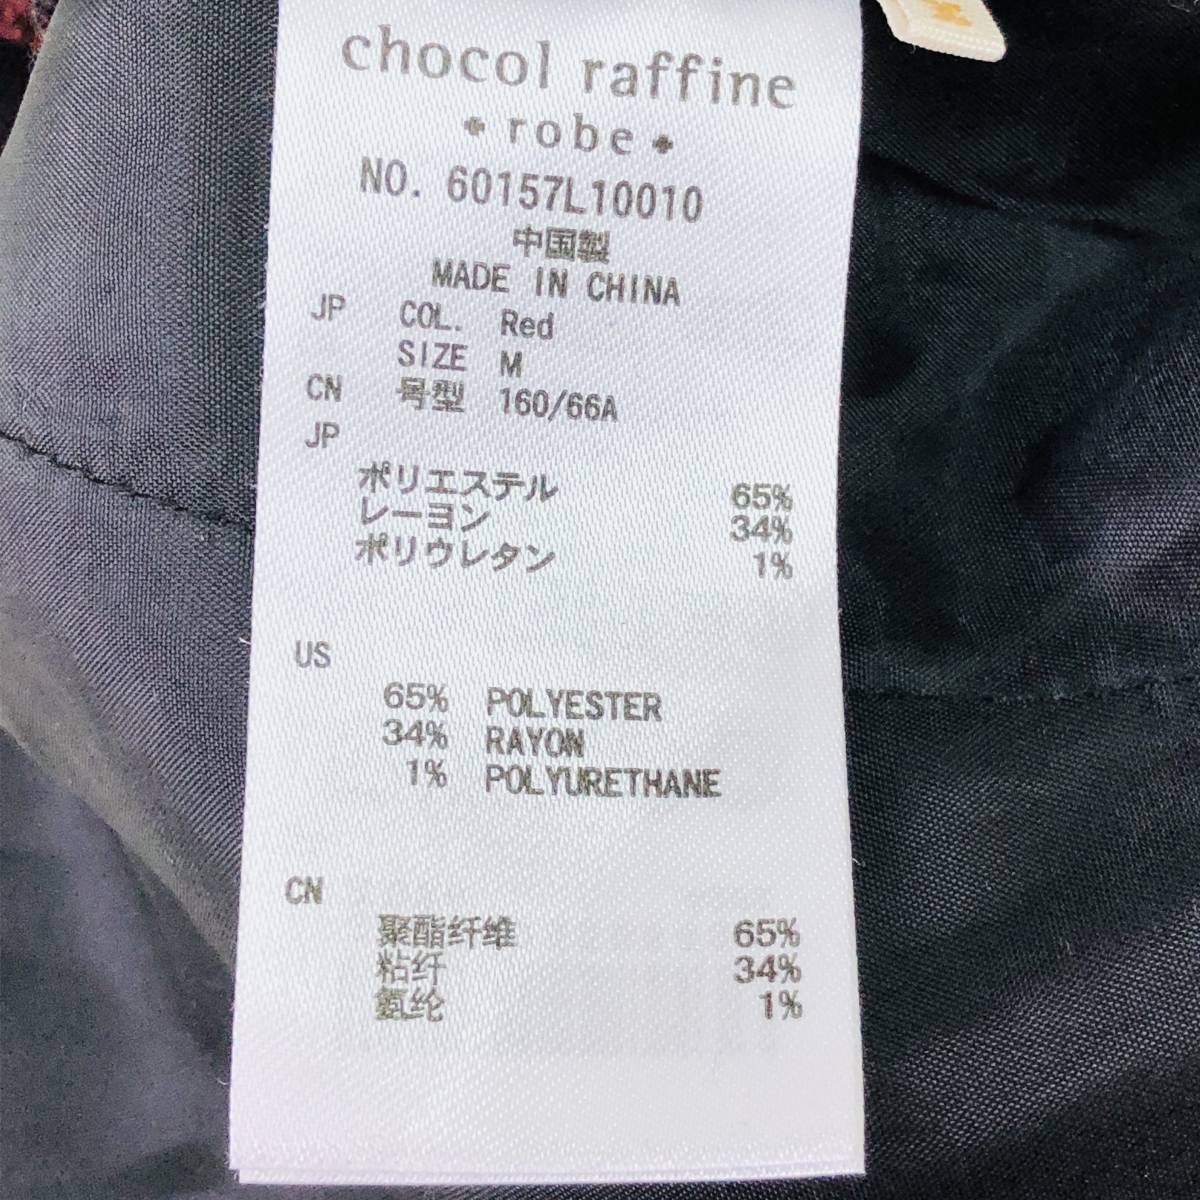 chocol raffine
robe
NO. 60157L10010
中国製
MADE IN CHINA
JP COL. Red
SIZE M
CN 号型 160/66A
JP
ポリエステル 65%
レーヨン 34%
ポリウレタン 1%
US
65% POLYESTER
34% RAYON
1% POLYURETHANE
CN
聚酯纤维 65%
粘纤 34%
氨纶 1%